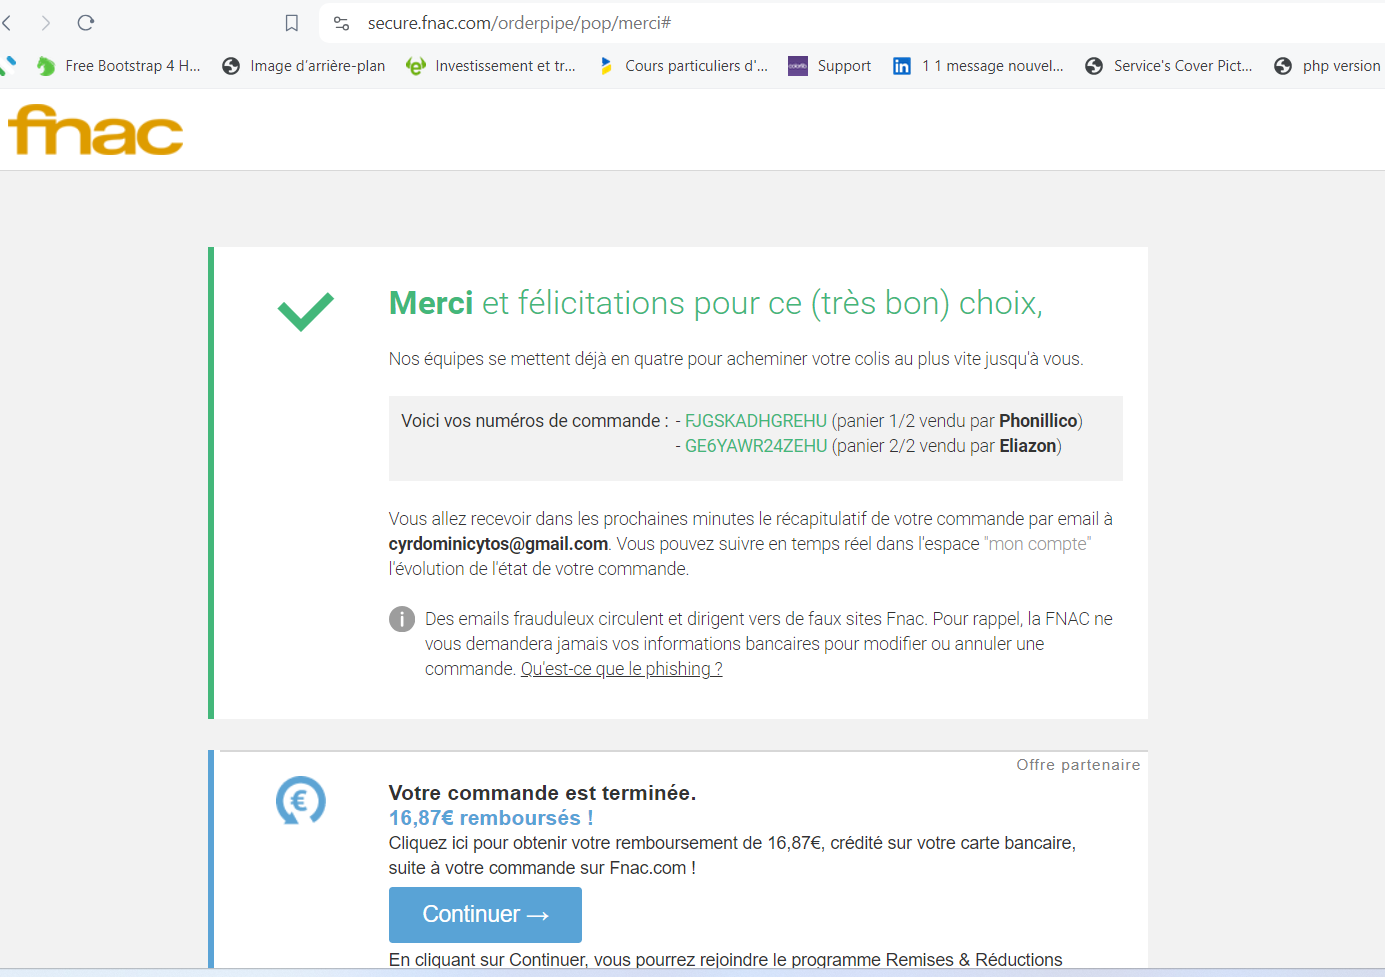 secure.fnac.com/orderpipe/pop/merci#
Free Bootstrap 4 H... Image d'arrière-plan Investissement et tr... Cours particuliers d'... Support 1 1 message nouvel... Service's Cover Pict... php version
fnac
Merci et félicitations pour ce (très bon) choix,
Nos équipes se mettent déjà en quatre pour acheminer votre colis au plus vite jusqu'à vous.
Voici vos numéros de commande : - FJGSKADHGREHU (panier 1/2 vendu par Phonillico)
- GE6YAWR24ZEHU (panier 2/2 vendu par Eliazon)
Vous allez recevoir dans les prochaines minutes le récapitulatif de votre commande par email à
cyrdominicytos@gmail.com. Vous pouvez suivre en temps réel dans l'espace "mon compte"
l'évolution de l'état de votre commande.
Des emails frauduleux circulent et dirigent vers de faux sites Fnac. Pour rappel, la FNAC ne
vous demandera jamais vos informations bancaires pour modifier ou annuler une
commande. Qu'est-ce que le phishing ?
Offre partenaire
Votre commande est terminée.
16,87€ remboursés !
Cliquez ici pour obtenir votre remboursement de 16,87€, crédité sur votre carte bancaire,
suite à votre commande sur Fnac.com !
Continuer →
En cliquant sur Continuer, vous pourrez rejoindre le programme Remises & Réductions